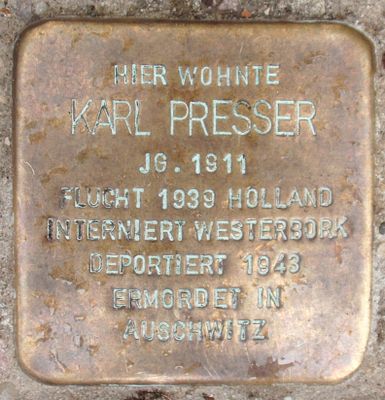 HIER WOHNTE
KARL PRESSER
JG. 1911
FLUCHT 1939 HOLLAND
INTERNIERT WESTERBORK
DEPORTIERT 1943
ERMORDET IN
AUSCHWITZ